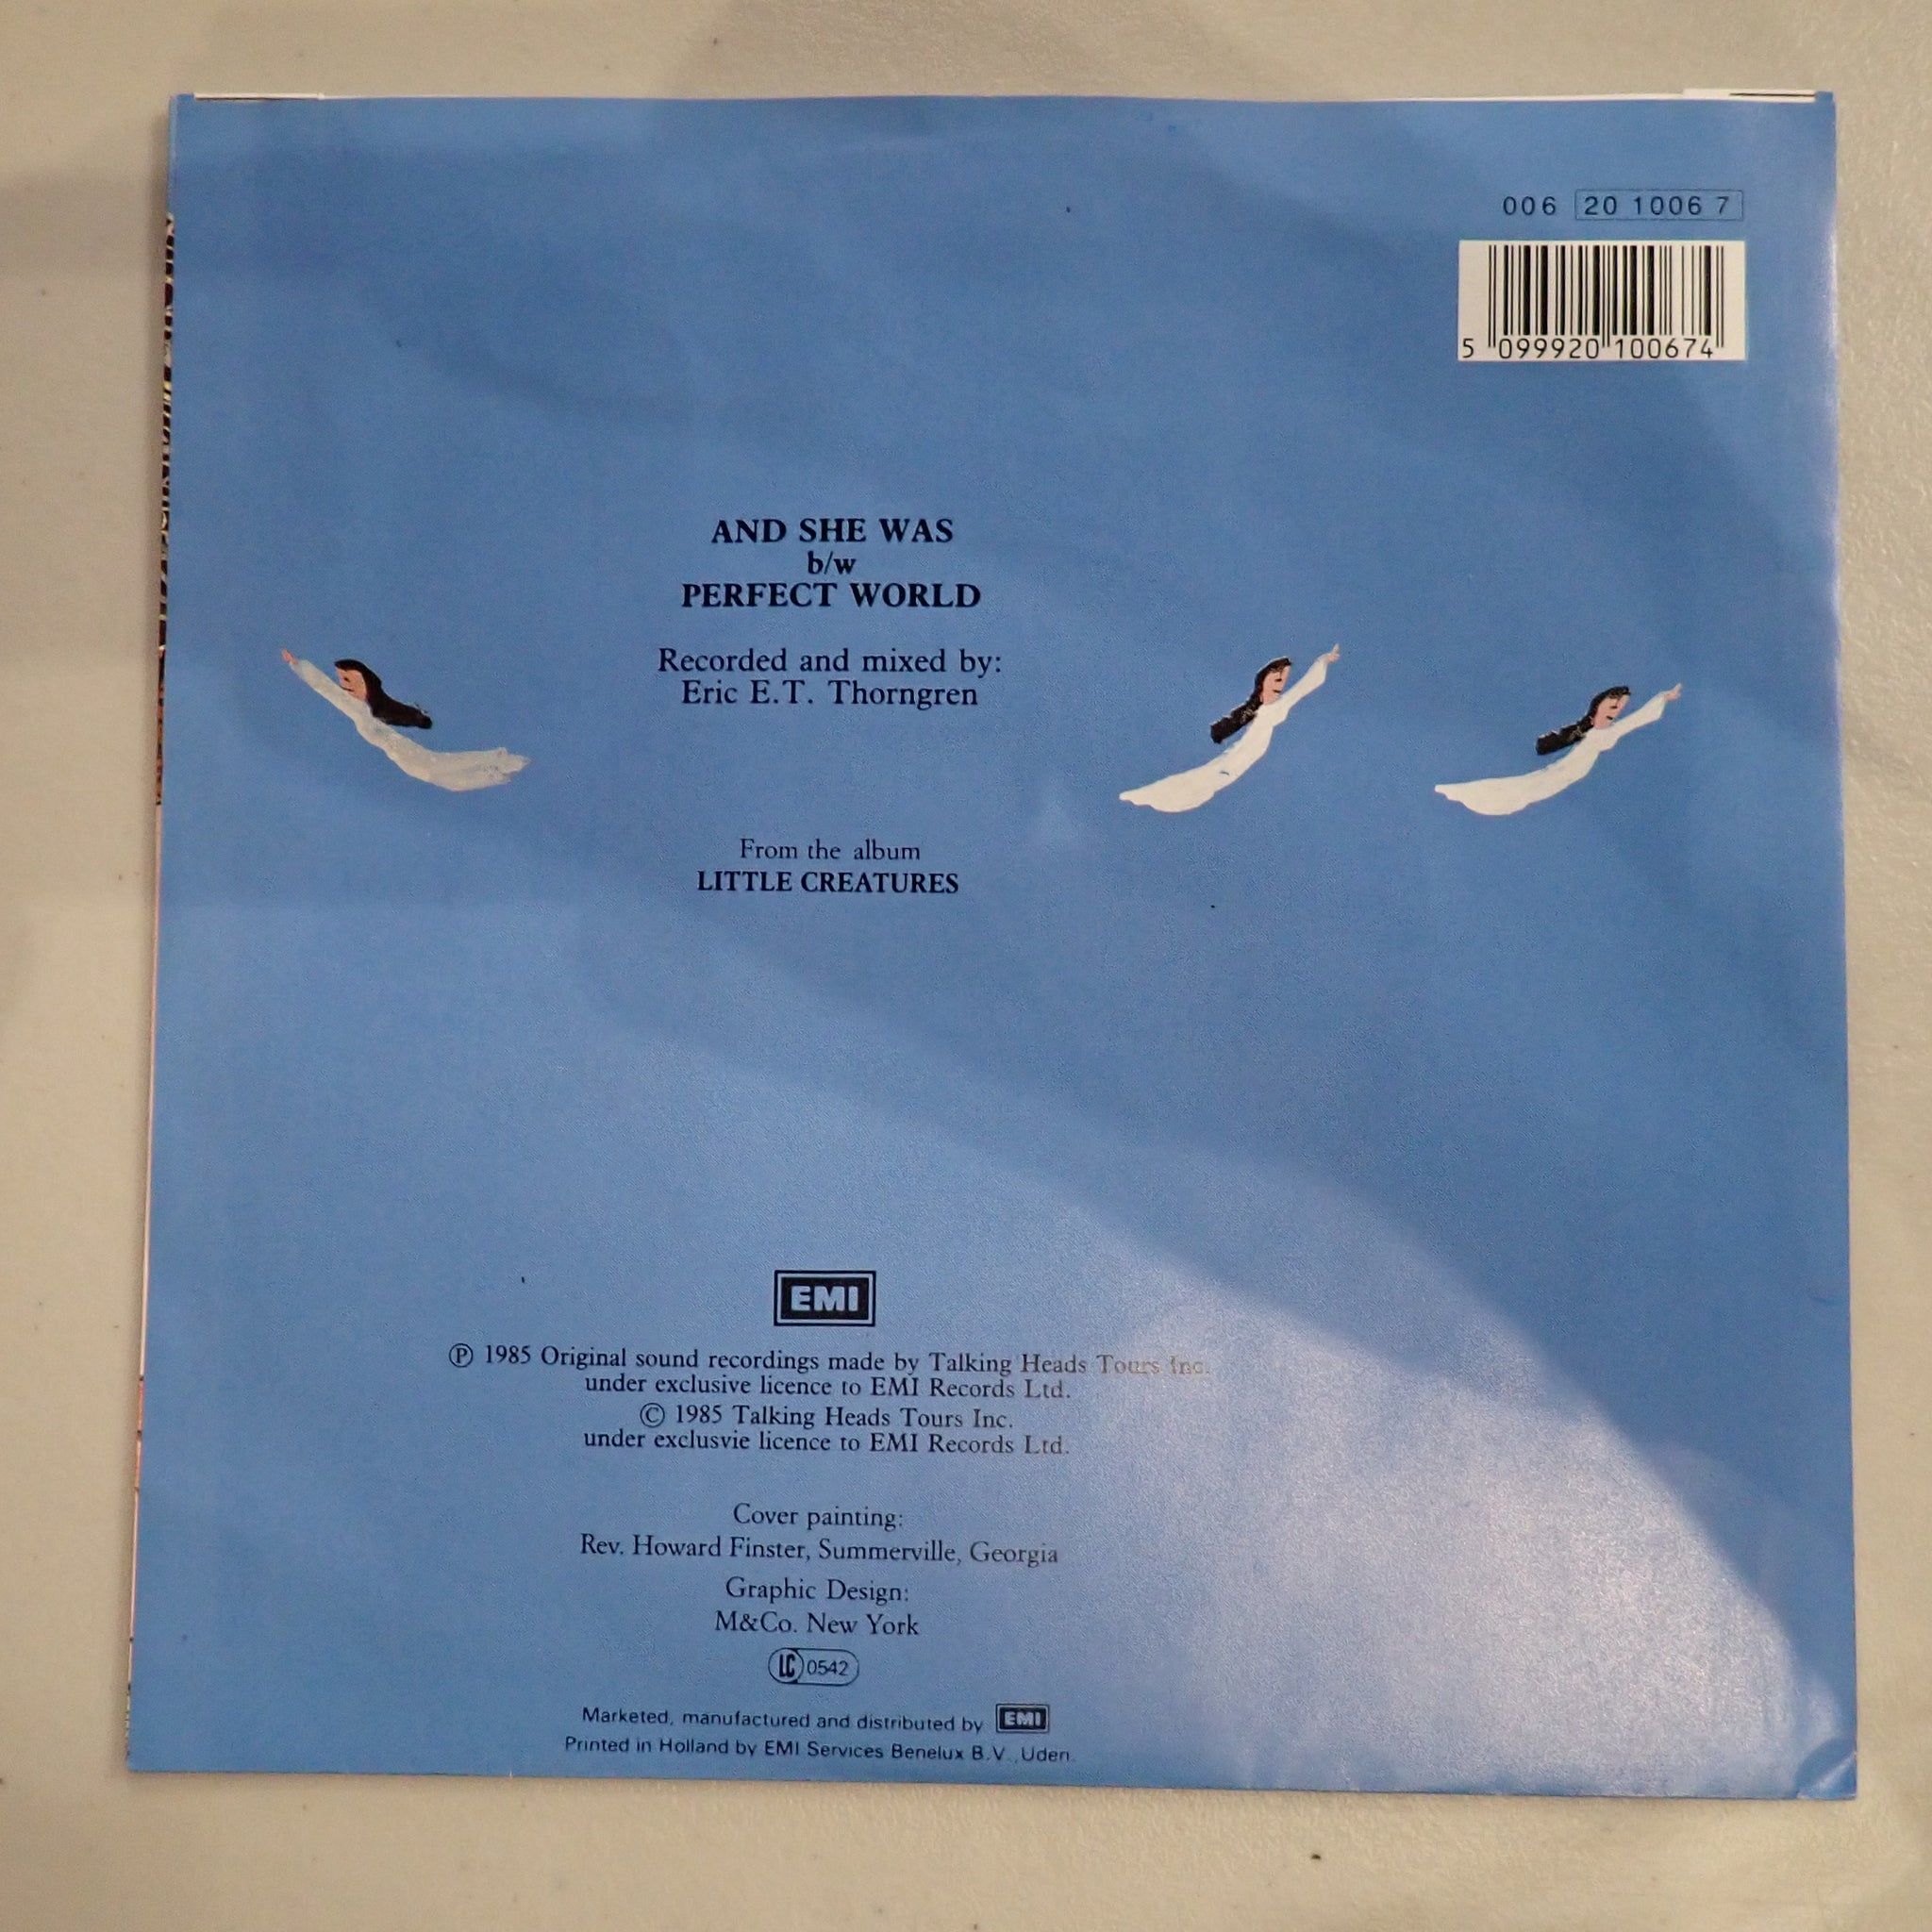 006 20 1006 7
5 099920 100674
AND SHE WAS
b/w
PERFECT WORLD
Recorded and mixed by:
Eric E.T. Thorngren
From the album
LITTLE CREATURES
EMI
Ⓟ 1985 Original sound recordings made by Talking Heads Tours Inc.
under exclusive licence to EMI Records Ltd.
© 1985 Talking Heads Tours Inc.
under exclusvie licence to EMI Records Ltd.
Cover painting:
Rev. Howard Finster, Summerville, Georgia
Graphic Design:
M&Co. New York
LC 0542
Marketed, manufactured and distributed by EMI
Printed in Holland by EMI Services Benelux B.V., Uden.